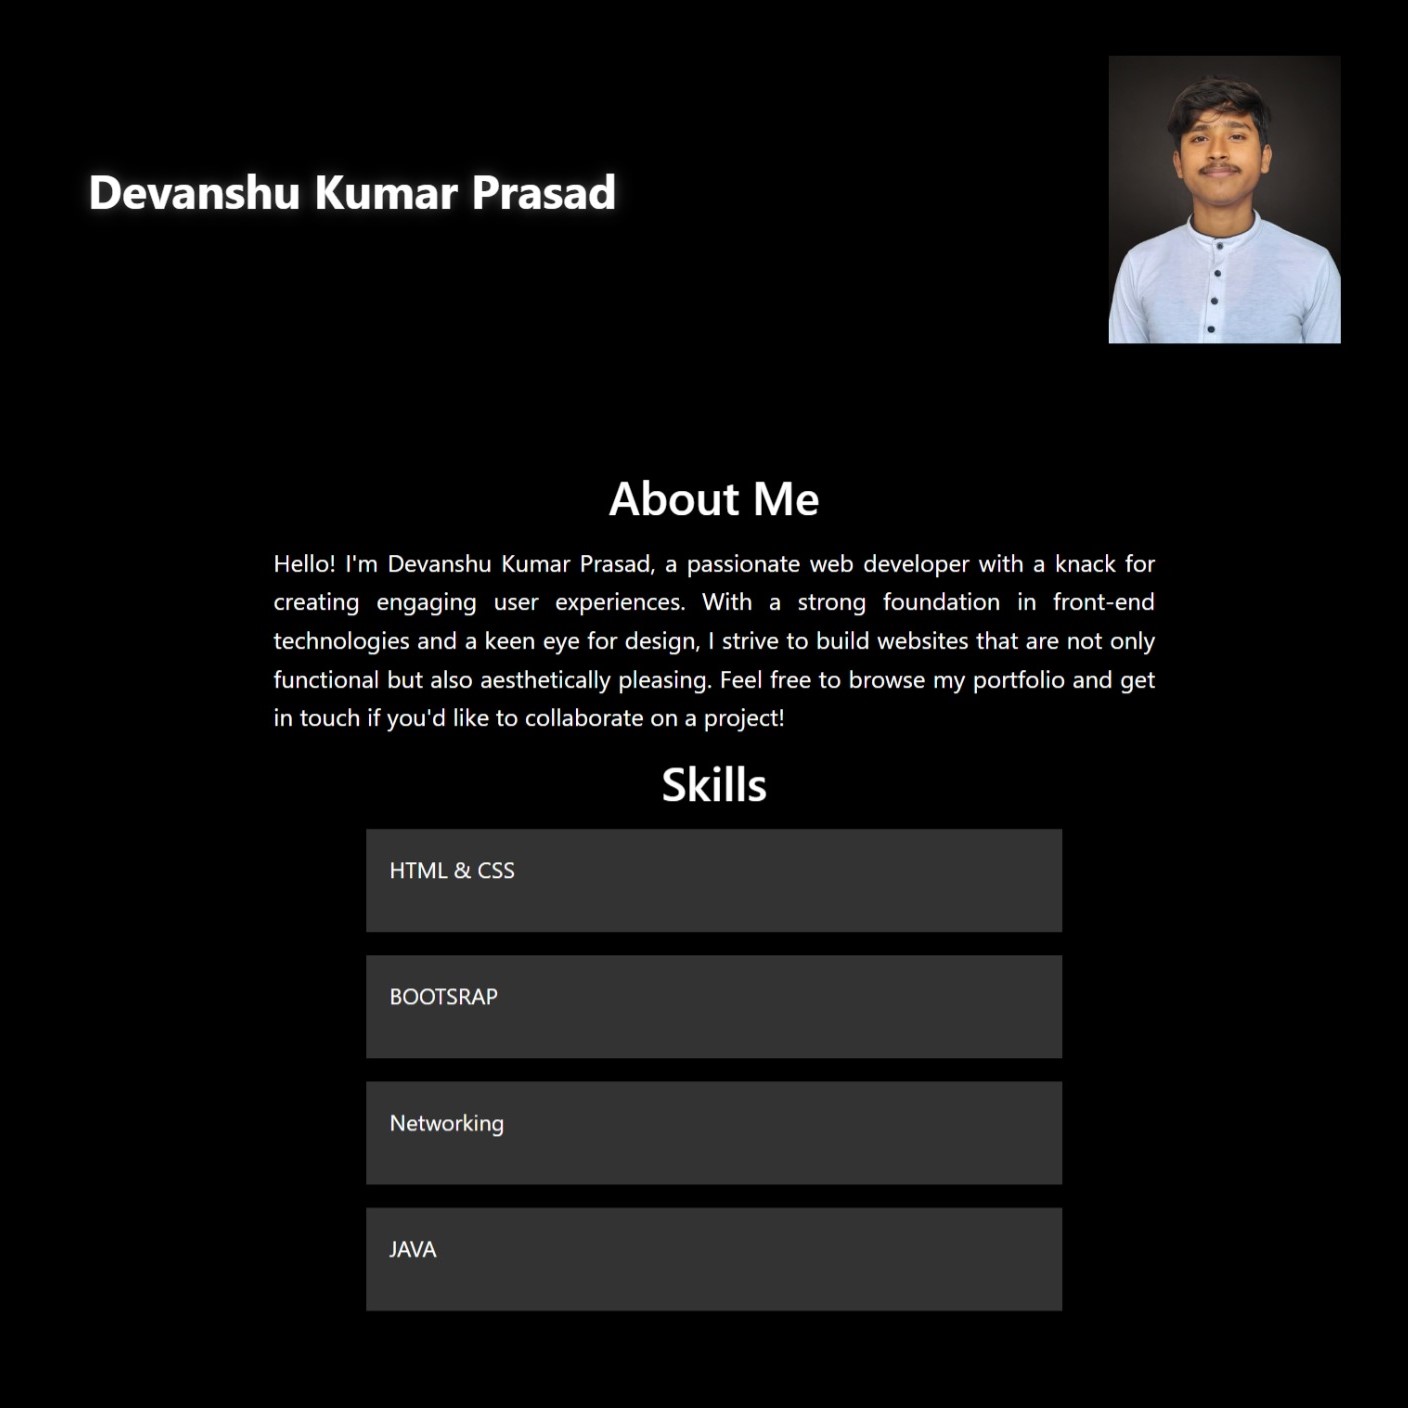 Devanshu Kumar Prasad
About Me
Hello! I'm Devanshu Kumar Prasad, a passionate web developer with a knack for
creating engaging user experiences. With a strong foundation in front-end
technologies and a keen eye for design, I strive to build websites that are not only
functional but also aesthetically pleasing. Feel free to browse my portfolio and get
in touch if you'd like to collaborate on a project!
Skills
HTML & CSS
BOOTSRAP
Networking
JAVA